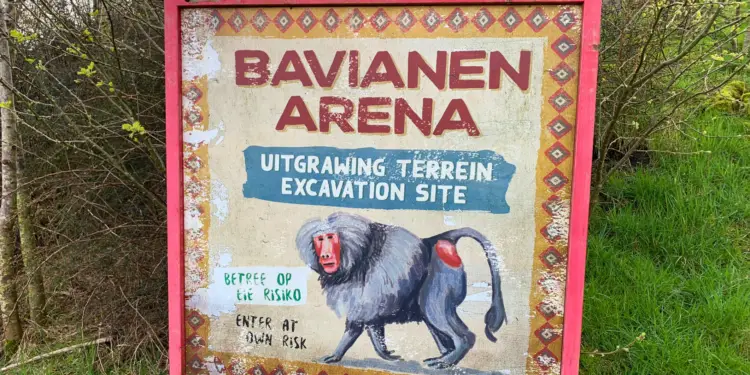 BAVIANEN
ARENA
UITGRAWING TERREIN
EXCAVATION SITE
BETREE OP
EIE RISIKO
ENTER AT
OWN RISK